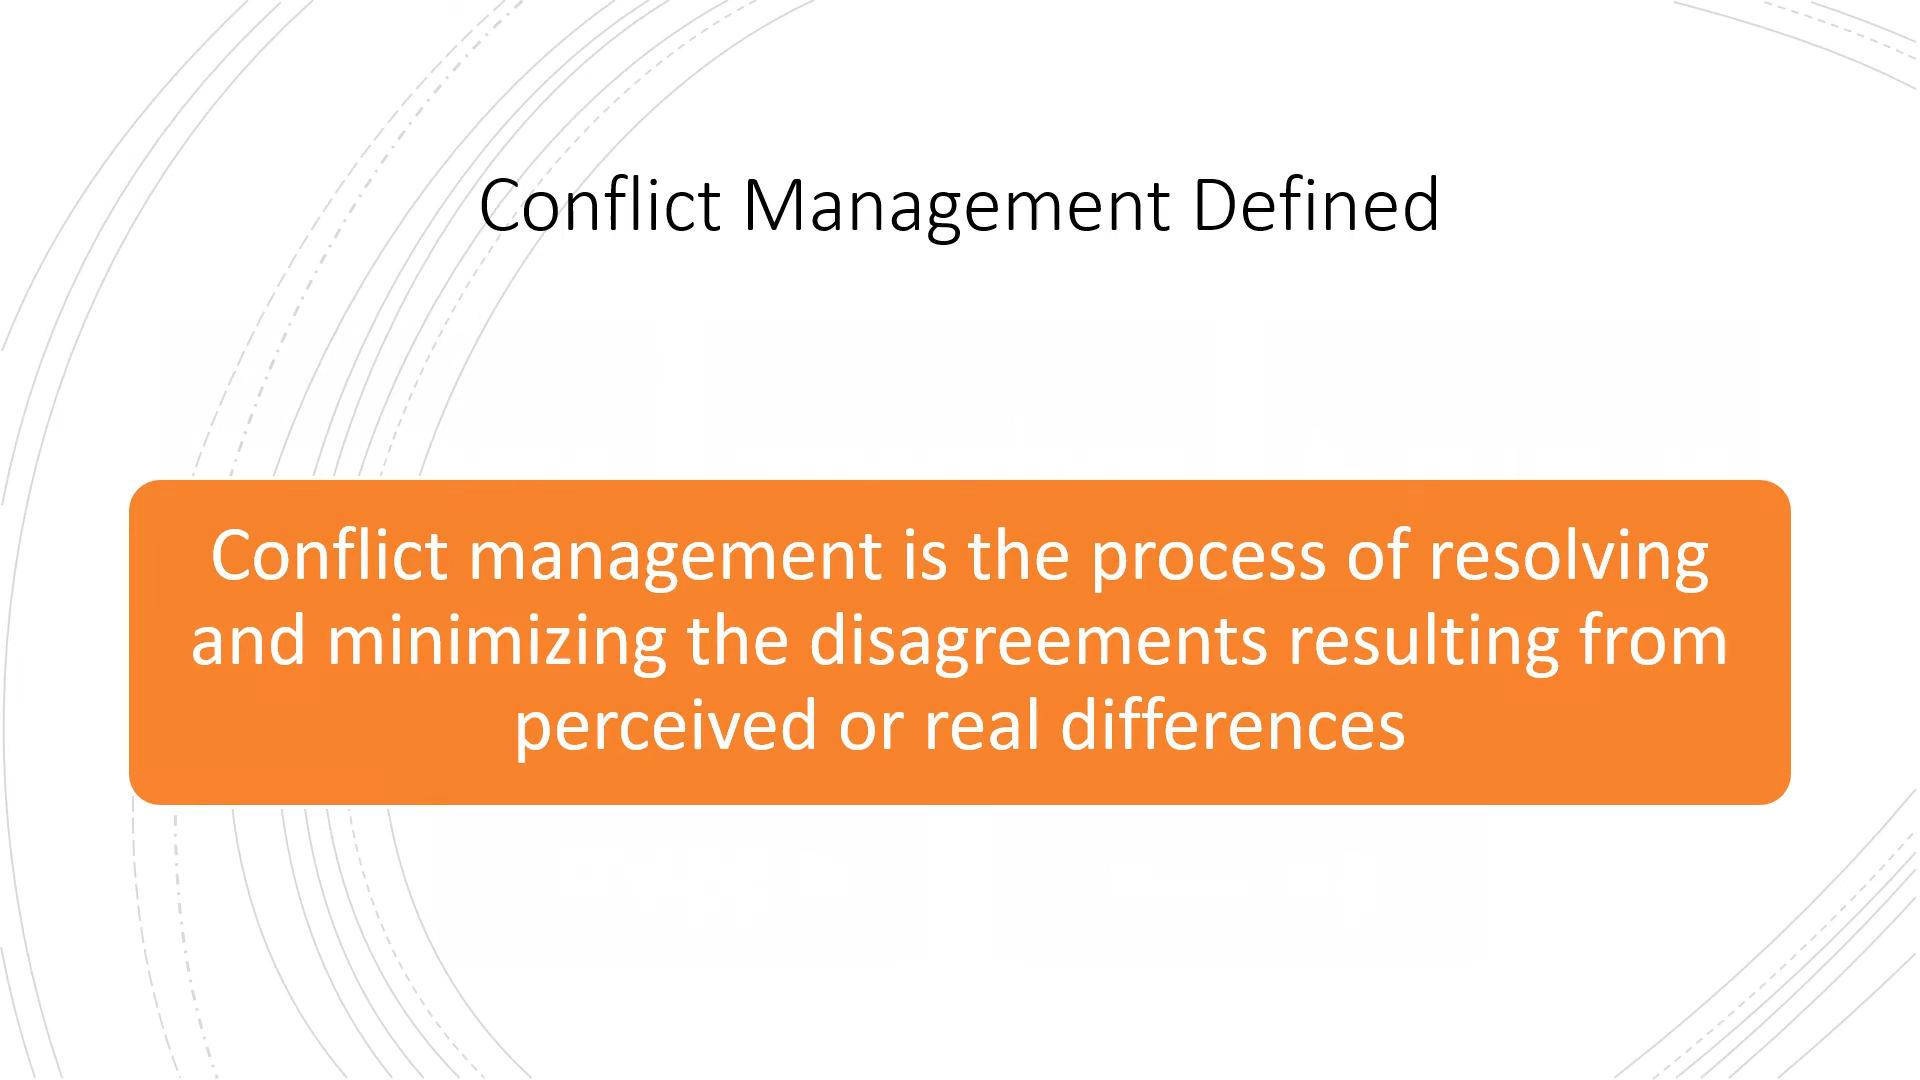 Conflict Management Defined
Conflict management is the process of resolving
and minimizing the disagreements resulting from
perceived or real differences